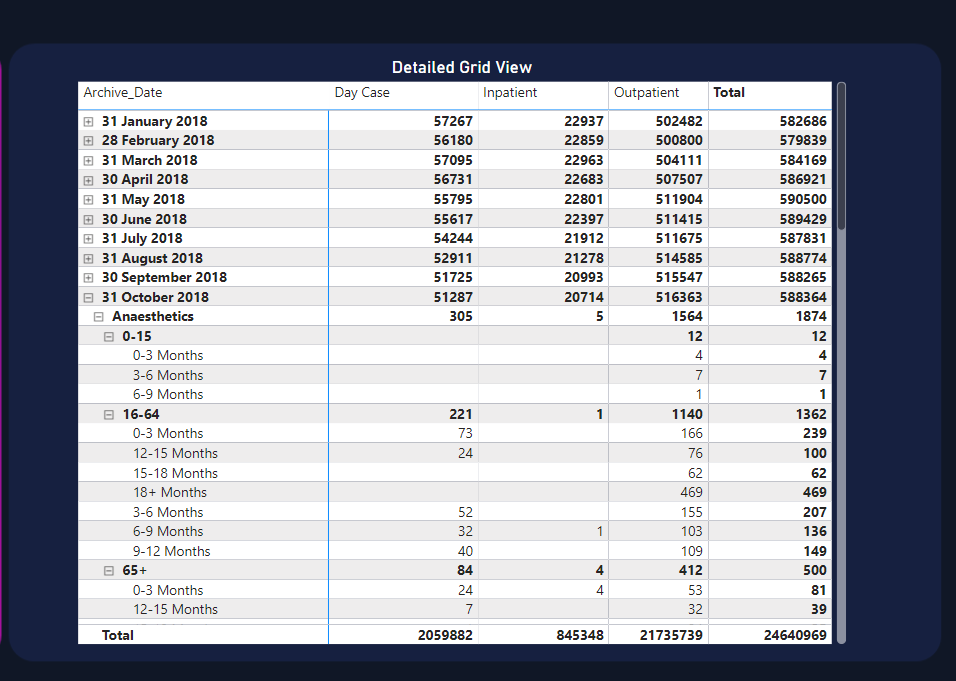 Detailed Grid View
Archive_Date Day Case Inpatient Outpatient Total
31 January 2018 57267 22937 502482 582686
28 February 2018 56180 22859 500800 579839
31 March 2018 57095 22963 504111 584169
30 April 2018 56731 22683 507507 586921
31 May 2018 55795 22801 511904 590500
30 June 2018 55617 22397 511415 589429
31 July 2018 54244 21912 511675 587831
31 August 2018 52911 21278 514585 588774
30 September 2018 51725 20993 515547 588265
31 October 2018 51287 20714 516363 588364
Anaesthetics 305 5 1564 1874
0-15 12 12
0-3 Months 4 4
3-6 Months 7 7
6-9 Months 1 1
16-64 221 1 1140 1362
0-3 Months 73 166 239
12-15 Months 24 76 100
15-18 Months 62 62
18+ Months 469 469
3-6 Months 52 155 207
6-9 Months 32 1 103 136
9-12 Months 40 109 149
65+ 84 4 412 500
0-3 Months 24 4 53 81
12-15 Months 7 32 39
Total 2059882 845348 21735739 24640969